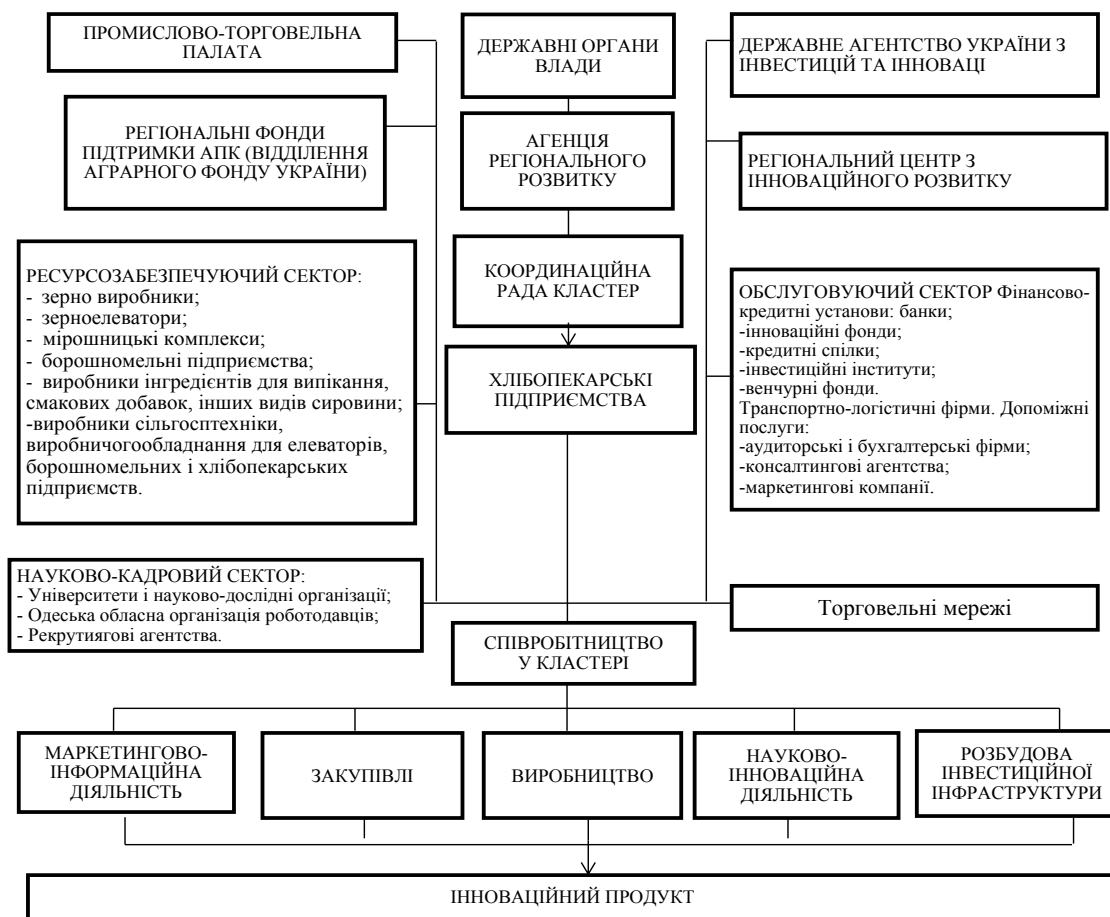 ПРОМИСЛОВО-ТОРГОВЕЛЬНА
ПАЛАТА
ДЕРЖАВНІ ОРГАНИ
ВЛАДИ
ДЕРЖАВНЕ АГЕНТСТВО УКРАЇНИ З
ІНВЕСТИЦІЙ ТА ІННОВАЦІ
РЕГІОНАЛЬНІ ФОНДИ
ПІДТРИМКИ АПК (ВІДДІЛЕННЯ
АГРАРНОГО ФОНДУ УКРАЇНИ)
АГЕНЦІЯ
РЕГІОНАЛЬНОГО
РОЗВИТКУ
РЕГІОНАЛЬНИЙ ЦЕНТР З
ІННОВАЦІЙНОГО РОЗВИТКУ
РЕСУРСОЗАБЕЗПЕЧУЮЧИЙ СЕКТОР:
- зерно виробники;
- зерноелеватори;
- мірошницькі комплекси;
- борошномельні підприємства;
- виробники інгредієнтів для випікання,
смакових добавок, інших видів сировини;
-виробники сільгосптехніки,
виробничогообладнання для елеваторів,
борошномельних і хлібопекарських
підприємств.
КООРДИНАЦІЙНА
РАДА КЛАСТЕР
ХЛІБОПЕКАРСЬКІ
ПІДПРИЄМСТВА
ОБСЛУГОВУЮЧИЙ СЕКТОР Фінансово-
кредитні установи: банки;
-інноваційні фонди;
-кредитні спілки;
-інвестиційні інститути;
-венчурні фонди.
Транспортно-логістичні фірми. Допоміжні
послуги:
-аудиторські і бухгалтерські фірми;
-консалтингові агентства;
-маркетингові компанії.
НАУКОВО-КАДРОВИЙ СЕКТОР:
- Університети і науково-дослідні організації;
- Одеська обласна організація роботодавців;
- Рекрутиягові агентства.
Торговельні мережі
СПІВРОБІТНИЦТВО
У КЛАСТЕРІ
МАРКЕТИНГОВО-
ІНФОРМАЦІЙНА
ДІЯЛЬНІСТЬ
ЗАКУПІВЛІ
ВИРОБНИЦТВО
НАУКОВО-
ІННОВАЦІЙНА
ДІЯЛЬНІСТЬ
РОЗБУДОВА
ІНВЕСТИЦІЙНОЇ
ІНФРАСТРУКТУРИ
ІННОВАЦІЙНИЙ ПРОДУКТ